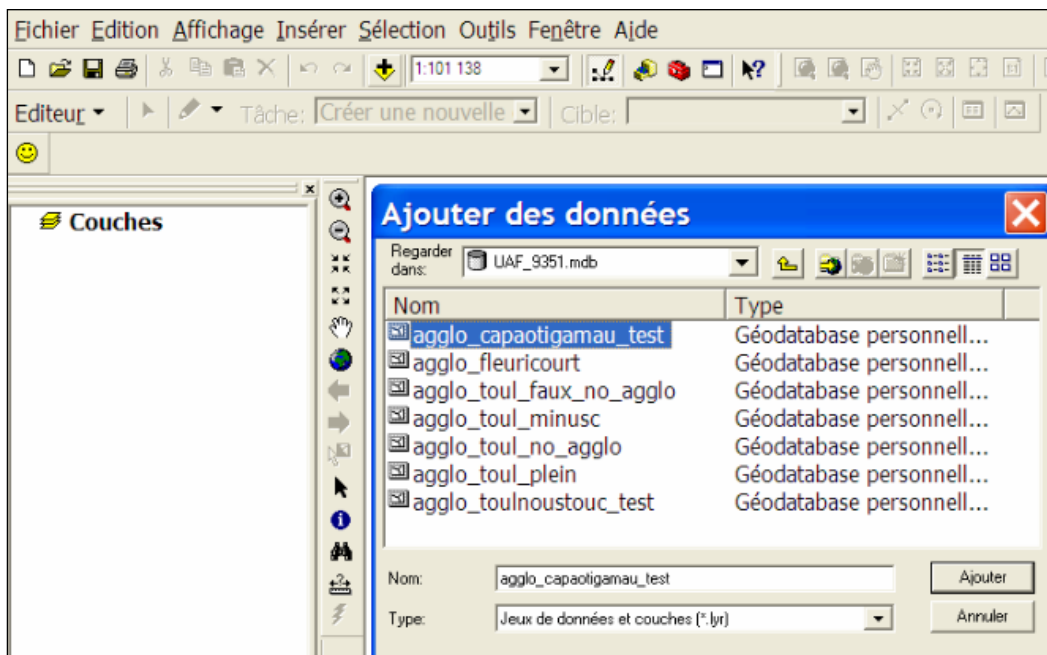 Fichier Edition Affichage Insérer Sélection Outils Fenêtre Aide
1:101 138
Editeur Tâche: Créer une nouvelle Cible:
Couches
Ajouter des données
Regarder dans: UAF_9351.mdb
Nom Type
agglo_capaotigamau_test Géodatabase personnell...
agglo_fleuricourt Géodatabase personnell...
agglo_toul_faux_no_agglo Géodatabase personnell...
agglo_toul_minusc Géodatabase personnell...
agglo_toul_no_agglo Géodatabase personnell...
agglo_toul_plein Géodatabase personnell...
agglo_toulnoustouc_test Géodatabase personnell...
Nom: agglo_capaotigamau_test Ajouter
Type: Jeux de données et couches (*.lyr) Annuler